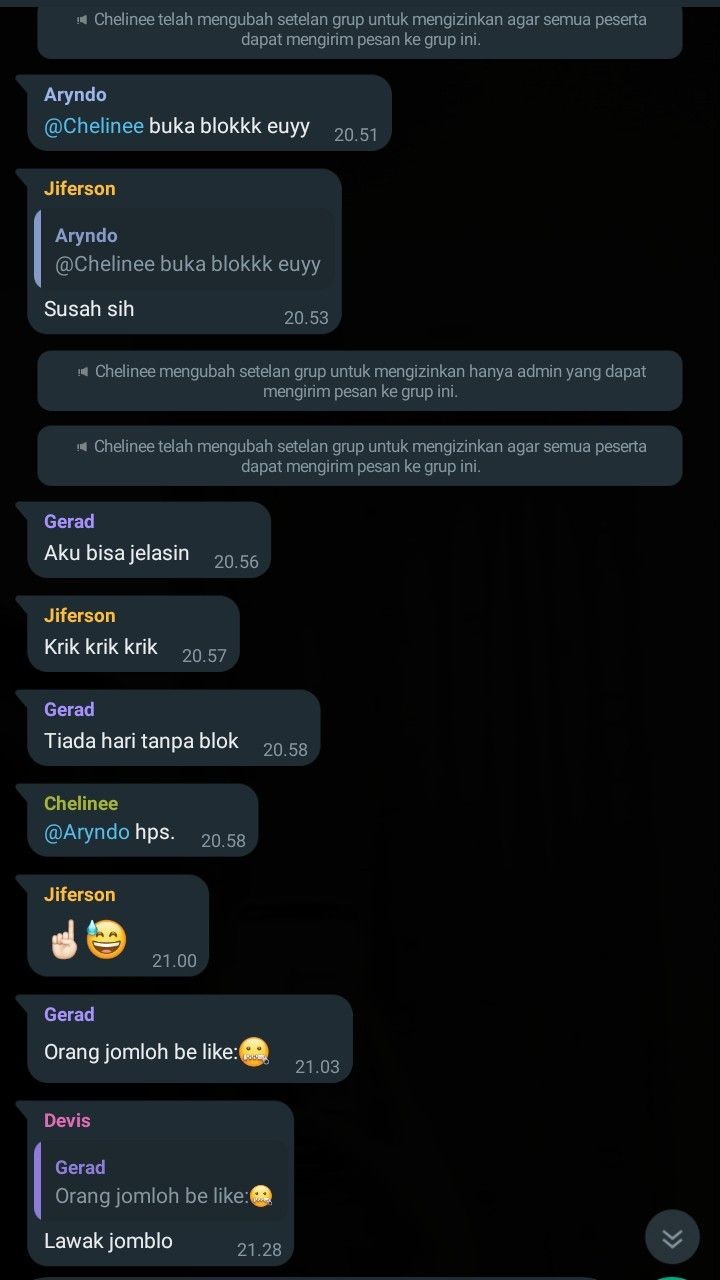 Chelinee telah mengubah setelan grup untuk mengizinkan agar semua peserta
dapat mengirim pesan ke grup ini.
Aryndo
@Chelinee buka blokkk euyy 20.51
Jiferson
Aryndo
@Chelinee buka blokkk euyy
Susah sih 20.53
Chelinee mengubah setelan grup untuk mengizinkan hanya admin yang dapat
mengirim pesan ke grup ini.
Chelinee telah mengubah setelan grup untuk mengizinkan agar semua peserta
dapat mengirim pesan ke grup ini.
Gerad
Aku bisa jelasin 20.56
Jiferson
Krik krik krik 20.57
Gerad
Tiada hari tanpa blok 20.58
Chelinee
@Aryndo hps. 20.58
Jiferson
☝🏻😅 21.00
Gerad
Orang jomloh be like:🤐 21.03
Devis
Gerad
Orang jomloh be like:🤐
Lawak jomblo 21.28